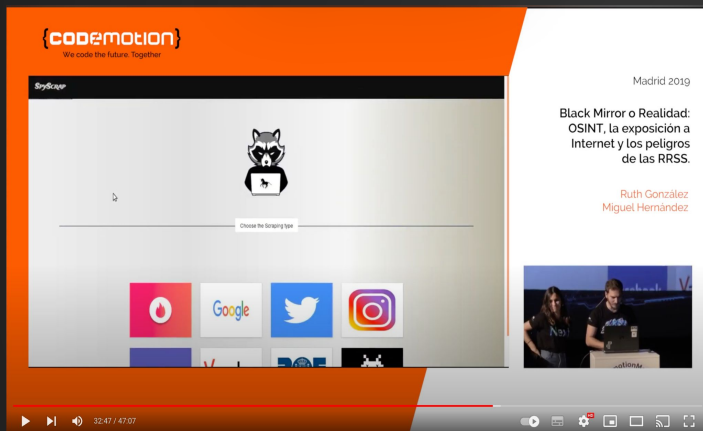 {CODEMOTION}
We code the future. Together
SPYSCRAP
Madrid 2019
Black Mirror o Realidad:
OSINT, la exposición a
Internet y los peligros
de las RRSS.
Ruth González
Miguel Hernández
Choose the Scraping type
Google
32:47 / 47:07
HD